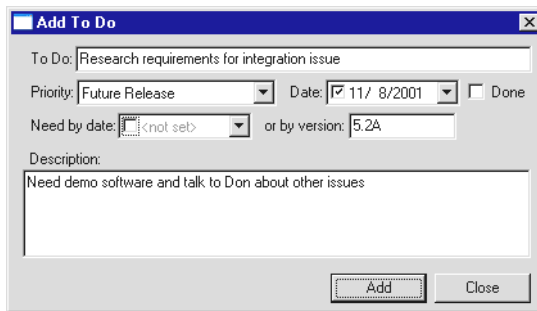 Add To Do
To Do: Research requirements for integration issue
Priority: Future Release Date: 11/ 8/2001 Done
Need by date: <not set> or by version: 5.2A
Description:
Need demo software and talk to Don about other issues
Add Close